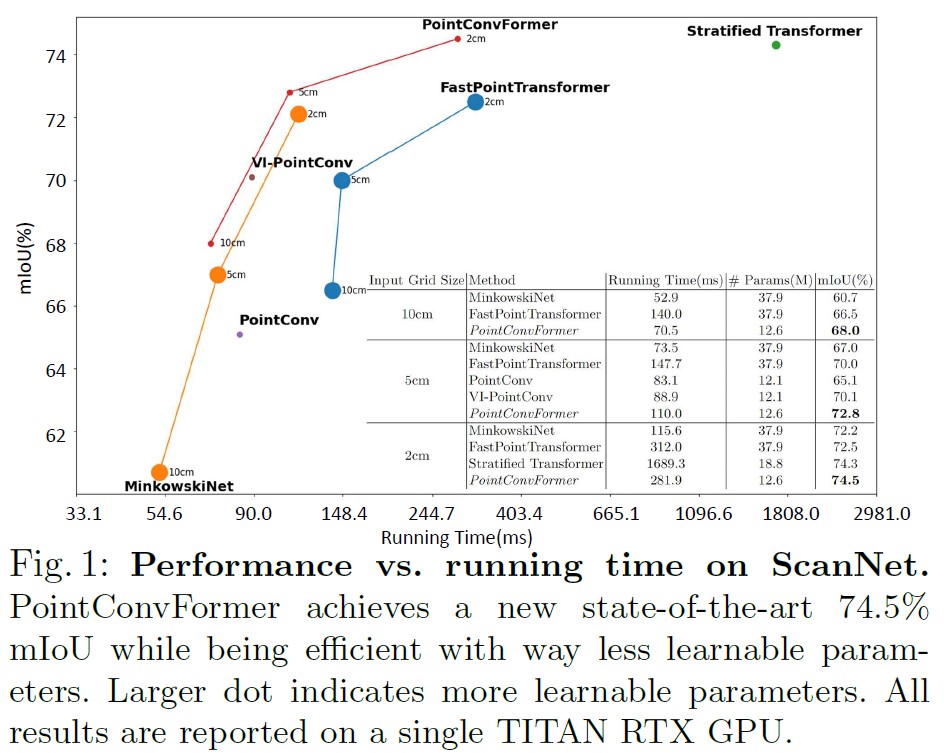 PointConvFormer
2cm
Stratified Transformer
74
FastPointTransformer
5cm
2cm
72
2cm
VI-PointConv
70
5cm
68
10cm
mIoU(%)
5cm
66
10cm
PointConv
64
62
10cm
MinkowskiNet
Input Grid Size Method Running Time(ms) # Params(M) mIoU(%)
10cm MinkowskiNet 52.9 37.9 60.7
FastPointTransformer 140.0 37.9 66.5
PointConvFormer 70.5 12.6 68.0
5cm MinkowskiNet 73.5 37.9 67.0
FastPointTransformer 147.7 37.9 70.0
PointConv 83.1 12.1 65.1
VI-PointConv 88.9 12.1 70.1
PointConvFormer 110.0 12.6 72.8
2cm MinkowskiNet 115.6 37.9 72.2
FastPointTransformer 312.0 37.9 72.5
Stratified Transformer 1689.3 18.8 74.3
PointConvFormer 281.9 12.6 74.5
33.1 54.6 90.0 148.4 244.7 403.4 665.1 1096.6 1808.0 2981.0
Running Time(ms)
Fig. 1: Performance vs. running time on ScanNet.
PointConvFormer achieves a new state-of-the-art 74.5%
mIoU while being efficient with way less learnable param-
eters. Larger dot indicates more learnable parameters. All
results are reported on a single TITAN RTX GPU.